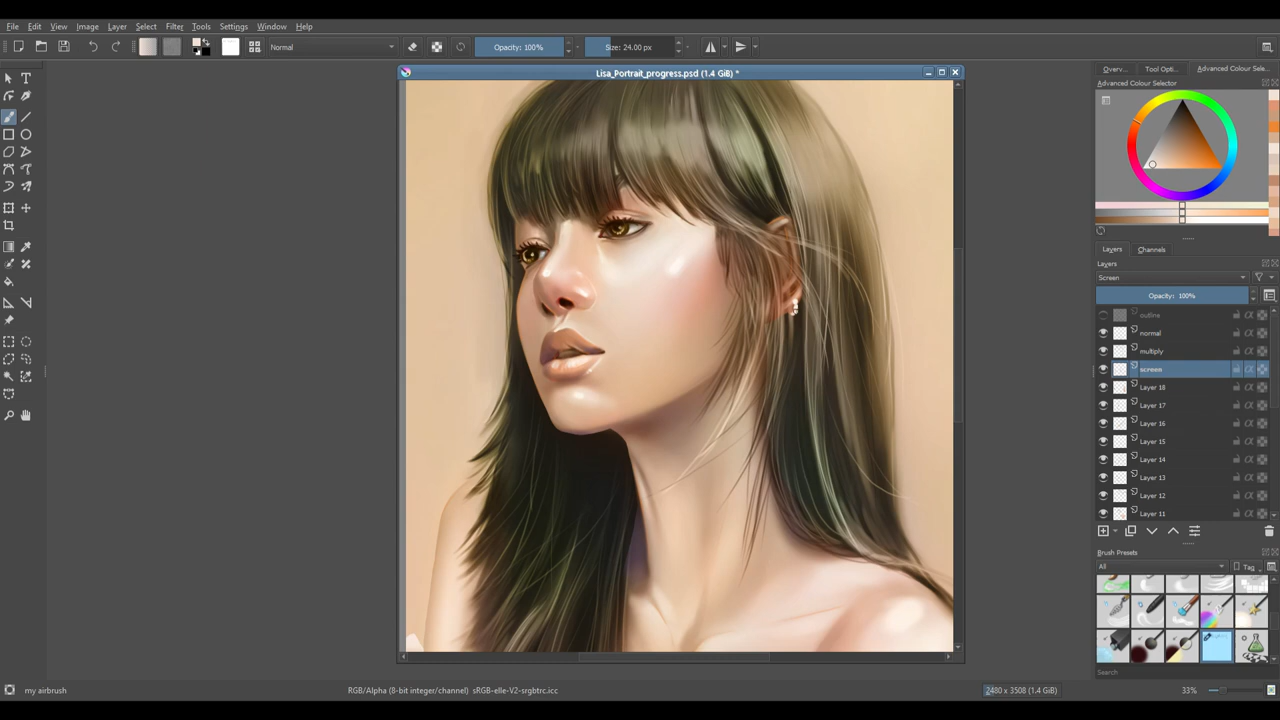 File Edit View Image Layer Select Filter Tools Settings Window Help
Normal
Opacity: 100%
Size: 24.00 px
Lisa_Portrait_progress.psd (1.4 GiB) *
Overv... Tool Opti... Advanced Colour Sele...
Advanced Colour Selector
Layers Channels
Layers
Screen
Opacity: 100%
outline
normal
multiply
screen
Layer 18
Layer 17
Layer 16
Layer 15
Layer 14
Layer 13
Layer 12
Layer 11
Brush Presets
All
Tag
Search
my airbrush
RGB/Alpha (8-bit integer/channel) sRGB-elle-V2-srgbtrc.icc
2480 x 3508 (1.4 GiB)
33%